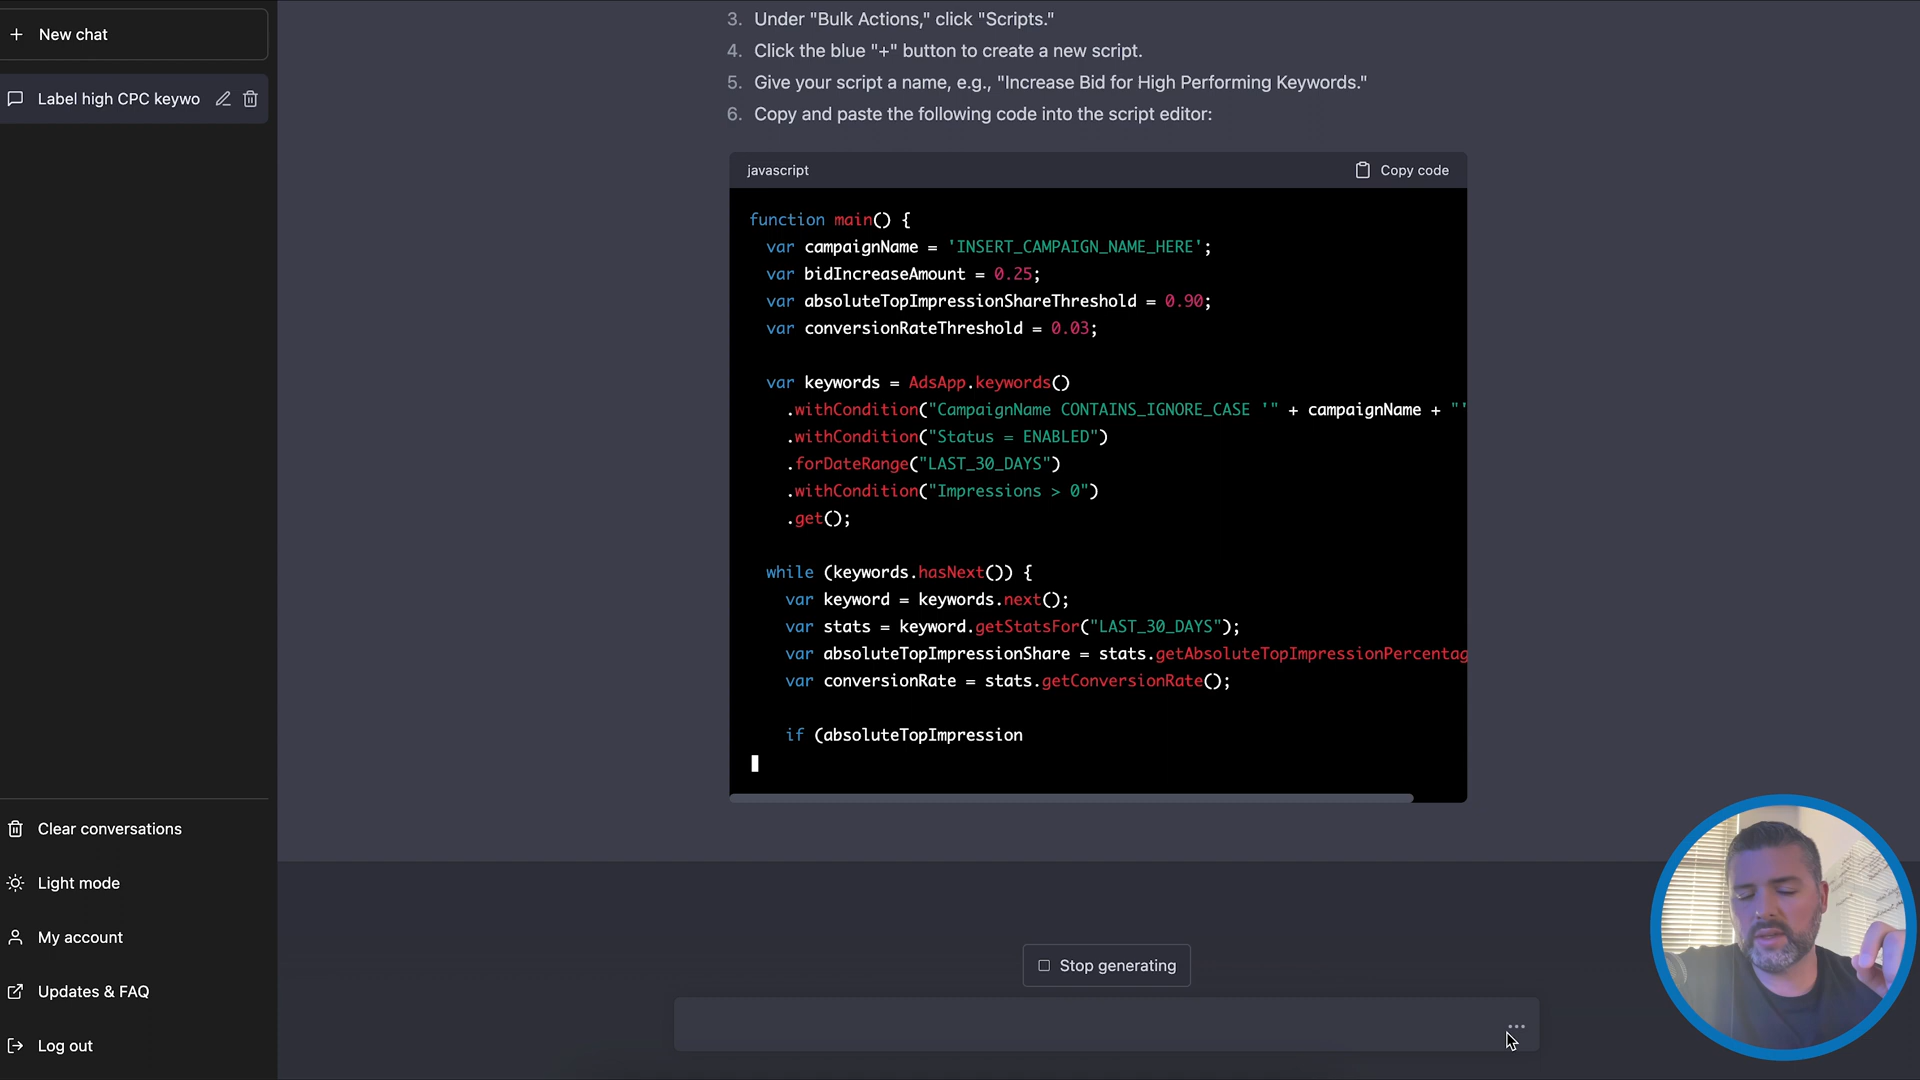 New chat
Label high CPC keywo
3. Under "Bulk Actions," click "Scripts."
4. Click the blue "+" button to create a new script.
5. Give your script a name, e.g., "Increase Bid for High Performing Keywords."
6. Copy and paste the following code into the script editor:
javascript
Copy code
function main() {
var campaignName = 'INSERT_CAMPAIGN_NAME_HERE';
var bidIncreaseAmount = 0.25;
var absoluteTopImpressionShareThreshold = 0.90;
var conversionRateThreshold = 0.03;
var keywords = AdsApp.keywords()
.withCondition("CampaignName CONTAINS_IGNORE_CASE '" + campaignName + "'
.withCondition("Status = ENABLED")
.forDateRange("LAST_30_DAYS")
.withCondition("Impressions > 0")
.get();
while (keywords.hasNext()) {
var keyword = keywords.next();
var stats = keyword.getStatsFor("LAST_30_DAYS");
var absoluteTopImpressionShare = stats.getAbsoluteTopImpressionPercentag
var conversionRate = stats.getConversionRate();
if (absoluteTopImpression
Clear conversations
Light mode
My account
Updates & FAQ
Log out
Stop generating